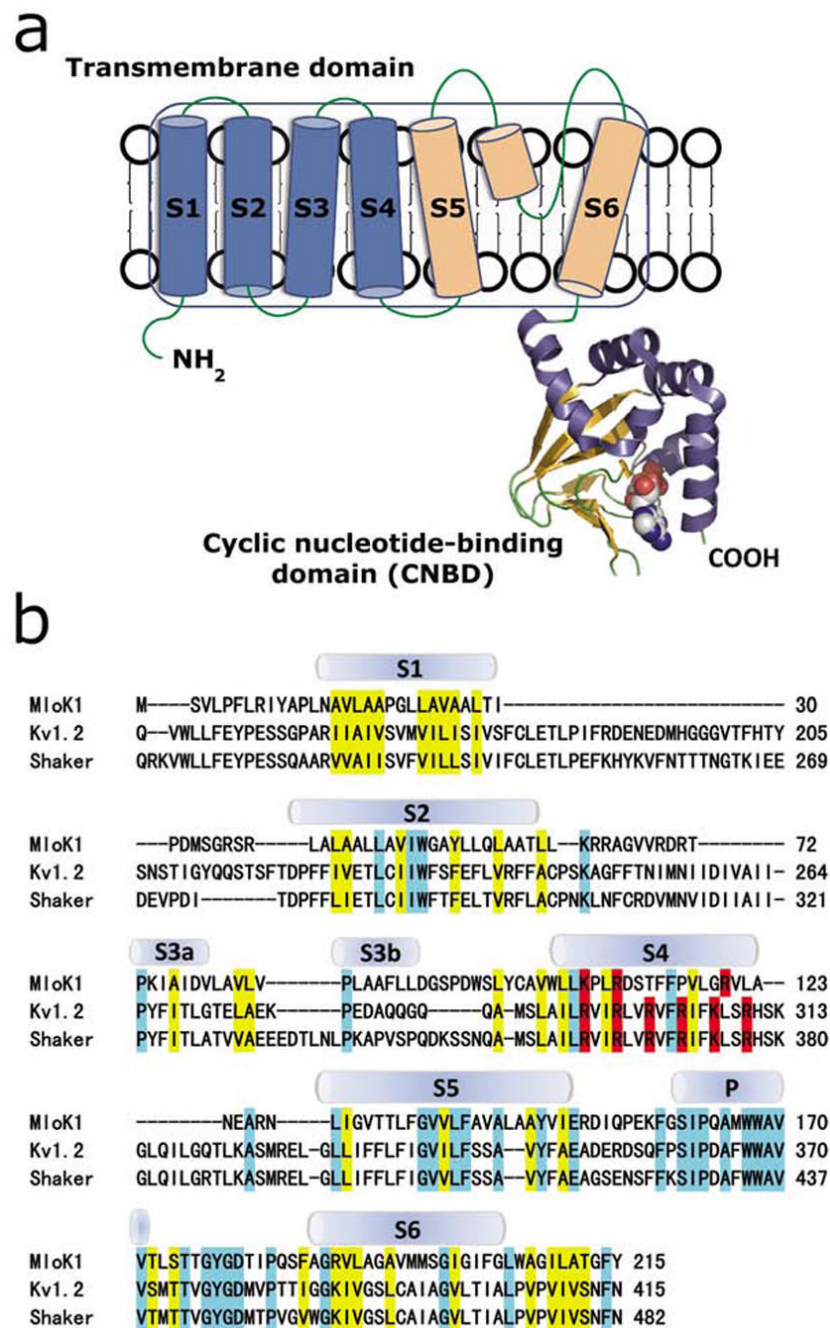 a
Transmembrane domain
S1 S2 S3 S4 S5 S6
NH2
Cyclic nucleotide-binding
domain (CNBD)
COOH
b
S1
MloK1 M----SVLPFLRIYAPLNAVLAAPGLLAVAALTI-------------------------------- 30
Kv1.2 Q--VWLLFEYPESSGPARIIAIVSVMVILISIVSFCLETLPIFRDENEDMHGGGVTFHTY 205
Shaker QRKVWLLFEYPESSQAARVVAIISVFVILLSIVIFCLETLPEFKHYKVFNTTTNGTKIEE 269
S2
MloK1 ---PDMSGRSR-----LALAALLAVIWGAYLLQLAATLL--KRRAGVVRDRT-------- 72
Kv1.2 SNSTIGYQQSTSFTDPFFIVETLCIIWFSFEFLVRFFACPSKAGFFTNIMNIIDIVAII- 264
Shaker DEVPDI-------TDPFFLIETLCIIWFTFELTVRFLACPNKLNFCRDVMNVIDIIAII- 321
S3a S3b S4
MloK1 PKIAIDVLAVLV--------PLAAFLLDGSPDWSLYCAVWLLKPLRDSTFFPVLGRVLA-- 123
Kv1.2 PYFITLGTELAEK-------PEDAQQGQ-----QA-MSLAILRVIRLVRVFRIFKLSRHSK 313
Shaker PYFITLATVVAEEEDTLNLPKAPVSPQDKSSNQA-MSLAILRVIRLVRVFRIFKLSRHSK 380
S5 P
MloK1 ----------NEARN------LIGVTTLFGVVLFAVALAAYVIERDIQPEKFGSIPQAMWWAV 170
Kv1.2 GLQILGQTLKASMREL-GLLIFFLFIGVILFSSA--VYFAEADERDSQFPSIPDAFWWAV 370
Shaker GLQILGRTLKASMREL-GLLIFFLFIGVVLFSSA--VYFAEAGSENSFFKSIPDAFWWAV 437
S6
MloK1 VTLSTTGYGDTIPQSFAGRVLAGAVMMSGIGIFGLWAGILATGFY 215
Kv1.2 VSMTTVGYGDMVPTTIGGKIVGSLCAIAGVLTIALPVPVIVSNFN 415
Shaker VTMTTVGYGDMTPVGVWGKIVGSLCAIAGVLTIALPVPVIVSNFN 482